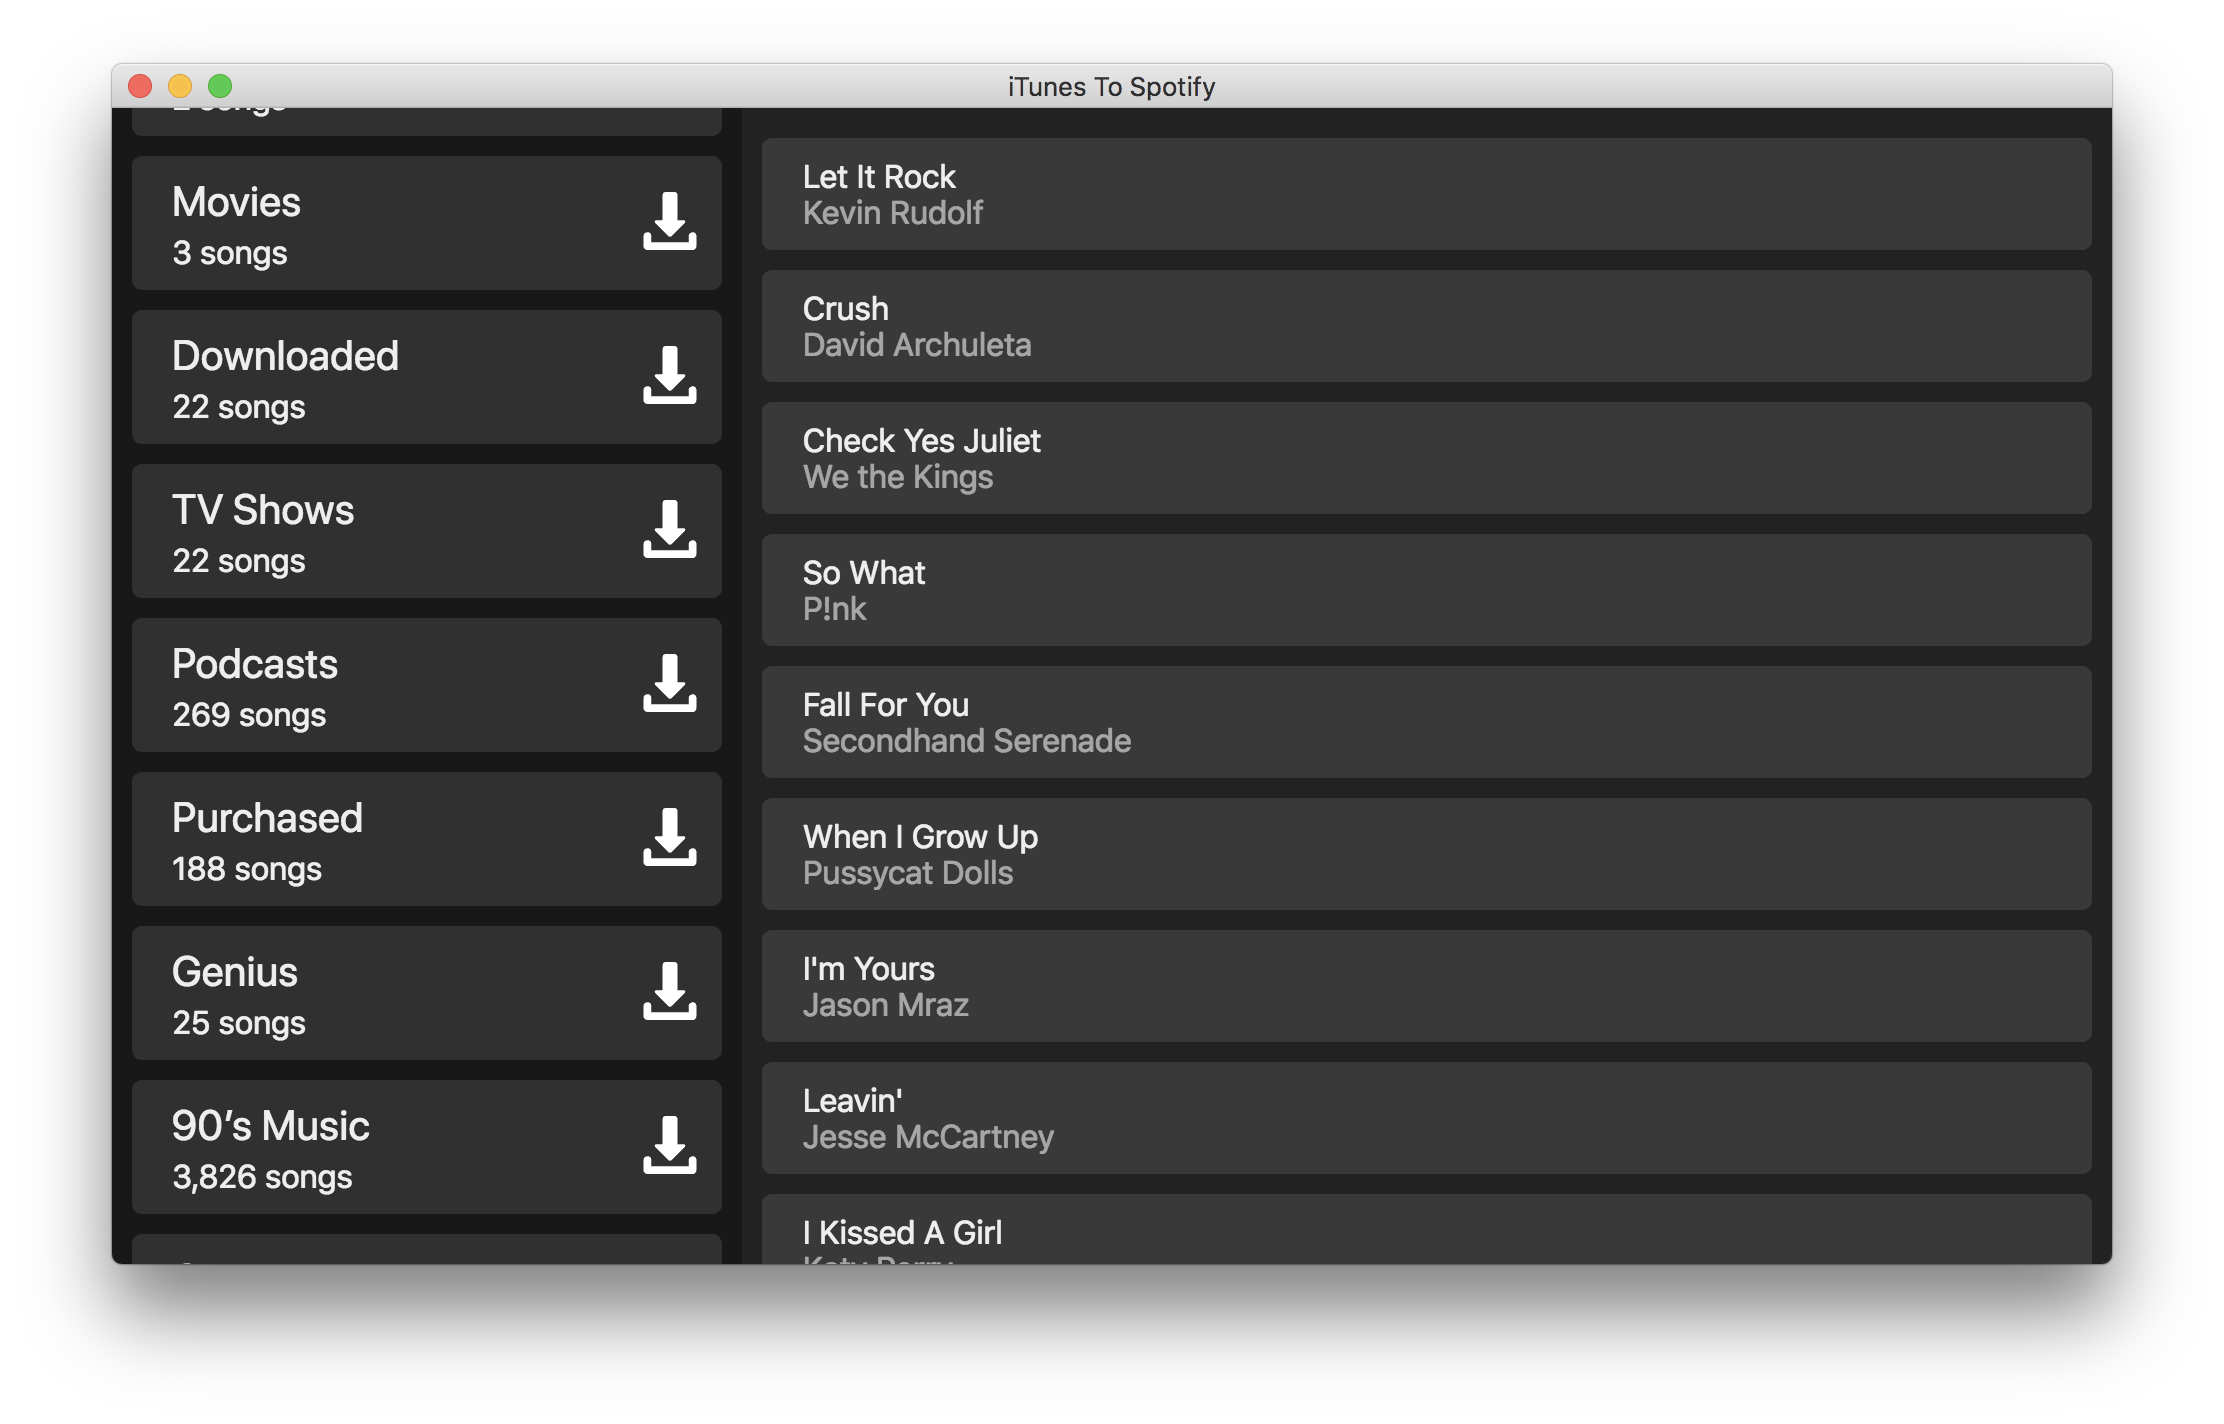 iTunes To Spotify
songs
Movies
3 songs
Downloaded
22 songs
TV Shows
22 songs
Podcasts
269 songs
Purchased
188 songs
Genius
25 songs
90’s Music
3,826 songs
Let It Rock
Kevin Rudolf
Crush
David Archuleta
Check Yes Juliet
We the Kings
So What
P!nk
Fall For You
Secondhand Serenade
When I Grow Up
Pussycat Dolls
I'm Yours
Jason Mraz
Leavin'
Jesse McCartney
I Kissed A Girl
Katy Perry